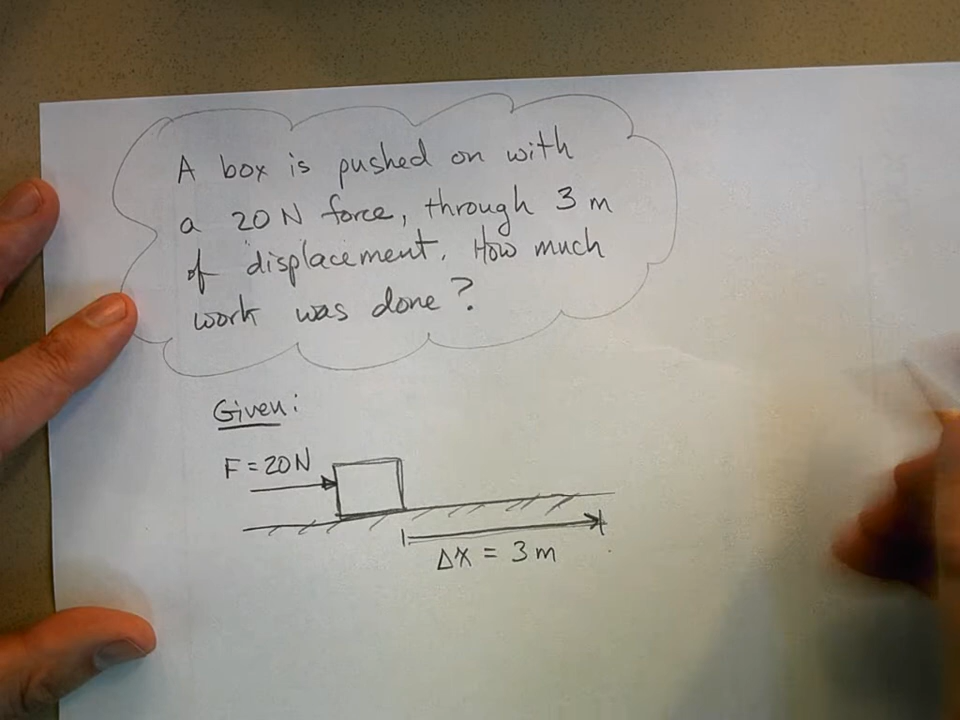 A box is pushed on with
a 20 N force, through 3 m
of displacement. How much
work was done?
Given:
F = 20 N
Δx = 3 m